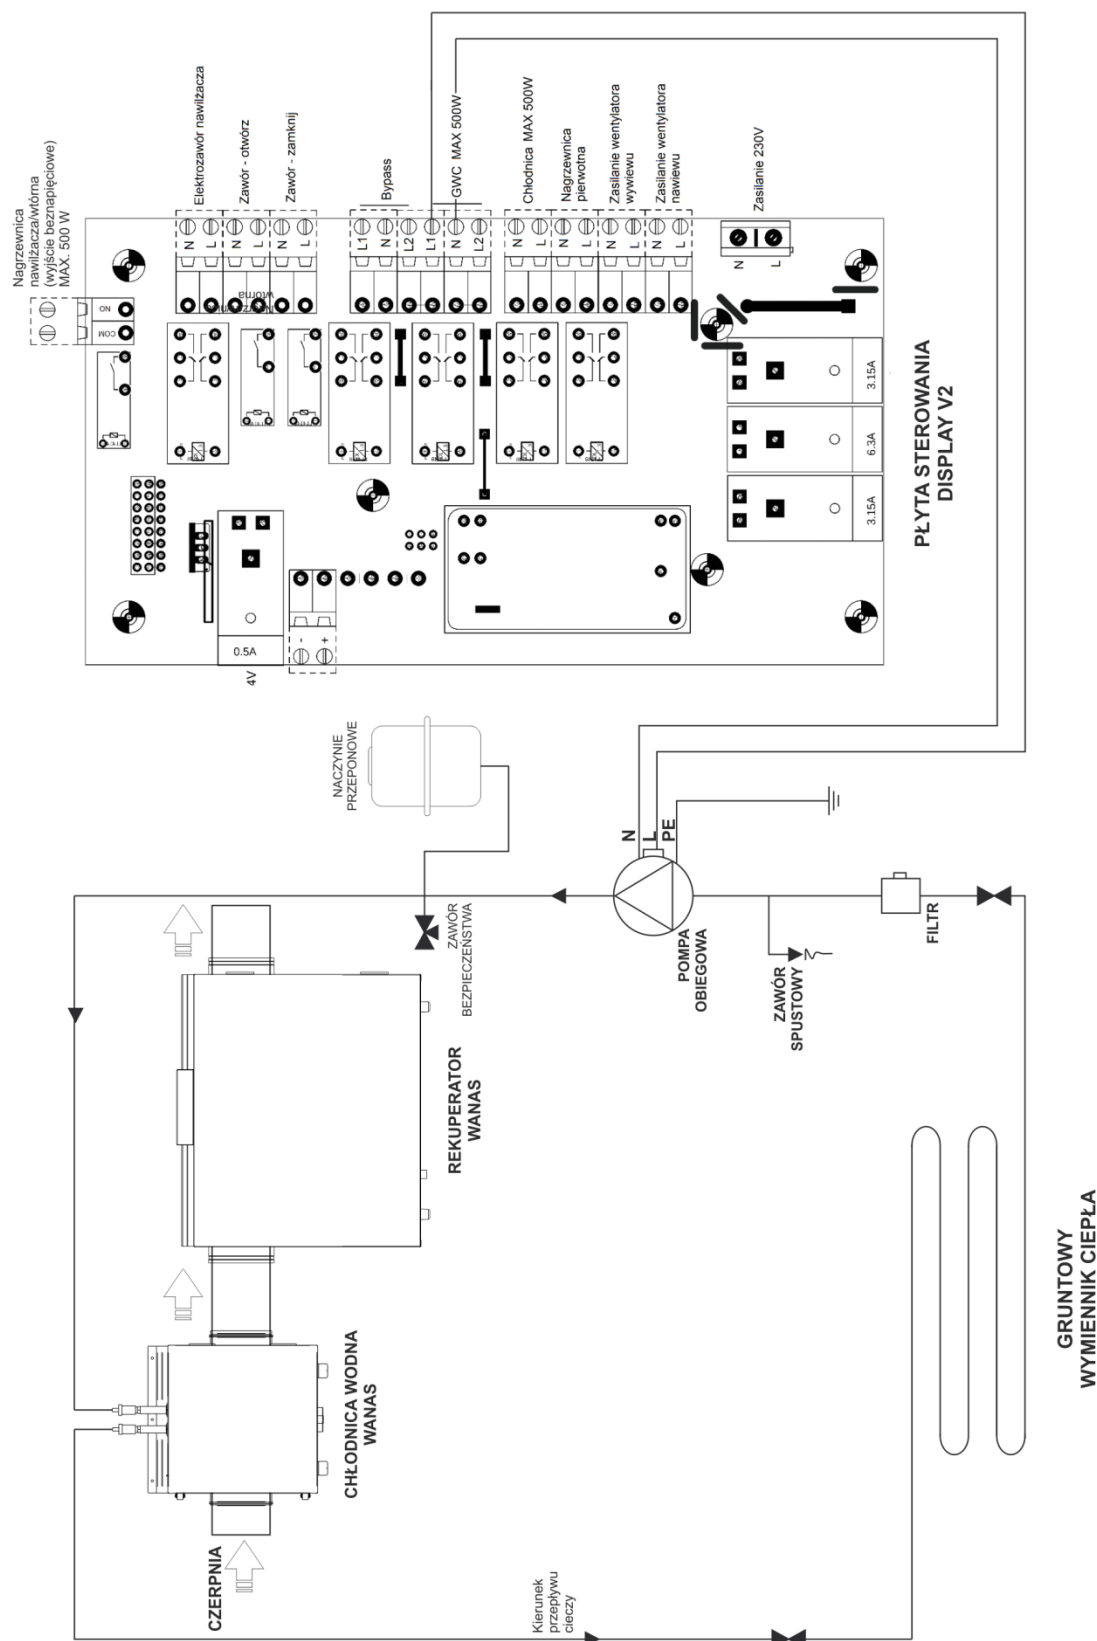 Nagrzewnica
nawilżacza/wtórna
(wyjście beznapięciowe)
MAX. 500 W
NO
COM
Elektrozawór nawilżacza
Zawór - otwórz
Zawór - zamknij
Bypass
GWC MAX 500W
Chłodnica MAX 500W
Nagrzewnica
pierwotna
Zasilanie wentylatora
wywiewu
Zasilanie wentylatora
nawiewu
Zasilanie 230V
N
L
N
L
N
L
L1
N
L2
L1
N
L2
N
L
N
L
N
L
N
L
N
L
wtórna
3.15A
6.3A
3.15A
0.5A
4V
-
+
PŁYTA STEROWANIA
DISPLAY V2
NACZYNIE
PRZEPONOWE
N
L
PE
ZAWÓR
BEZPIECZEŃSTWA
POMPA
OBIEGOWA
ZAWÓR
SPUSTOWY
FILTR
REKUPERATOR
WANAS
CHŁODNICA WODNA
WANAS
CZERPNIA
Kierunek
przepływu
cieczy
GRUNTOWY
WYMIENNIK CIEPŁA